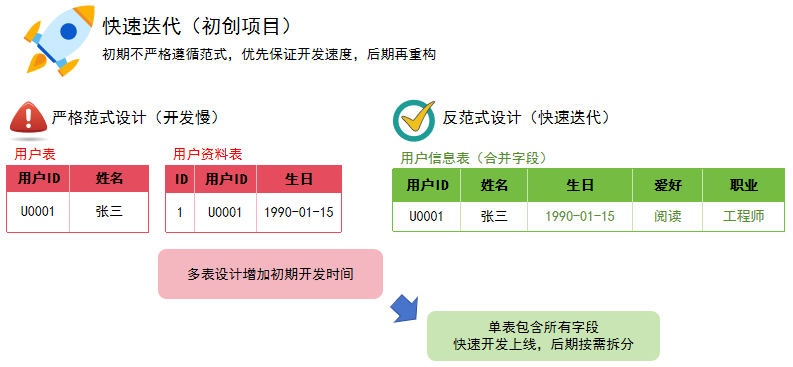 快速迭代（初创项目）
初期不严格遵循范式，优先保证开发速度，后期再重构
严格范式设计（开发慢）
用户表
用户ID 姓名
U0001 张三
用户资料表
ID 用户ID 生日
1 U0001 1990-01-15
多表设计增加初期开发时间
反范式设计（快速迭代）
用户信息表（合并字段）
用户ID 姓名 生日 爱好 职业
U0001 张三 1990-01-15 阅读 工程师
单表包含所有字段
快速开发上线，后期按需拆分